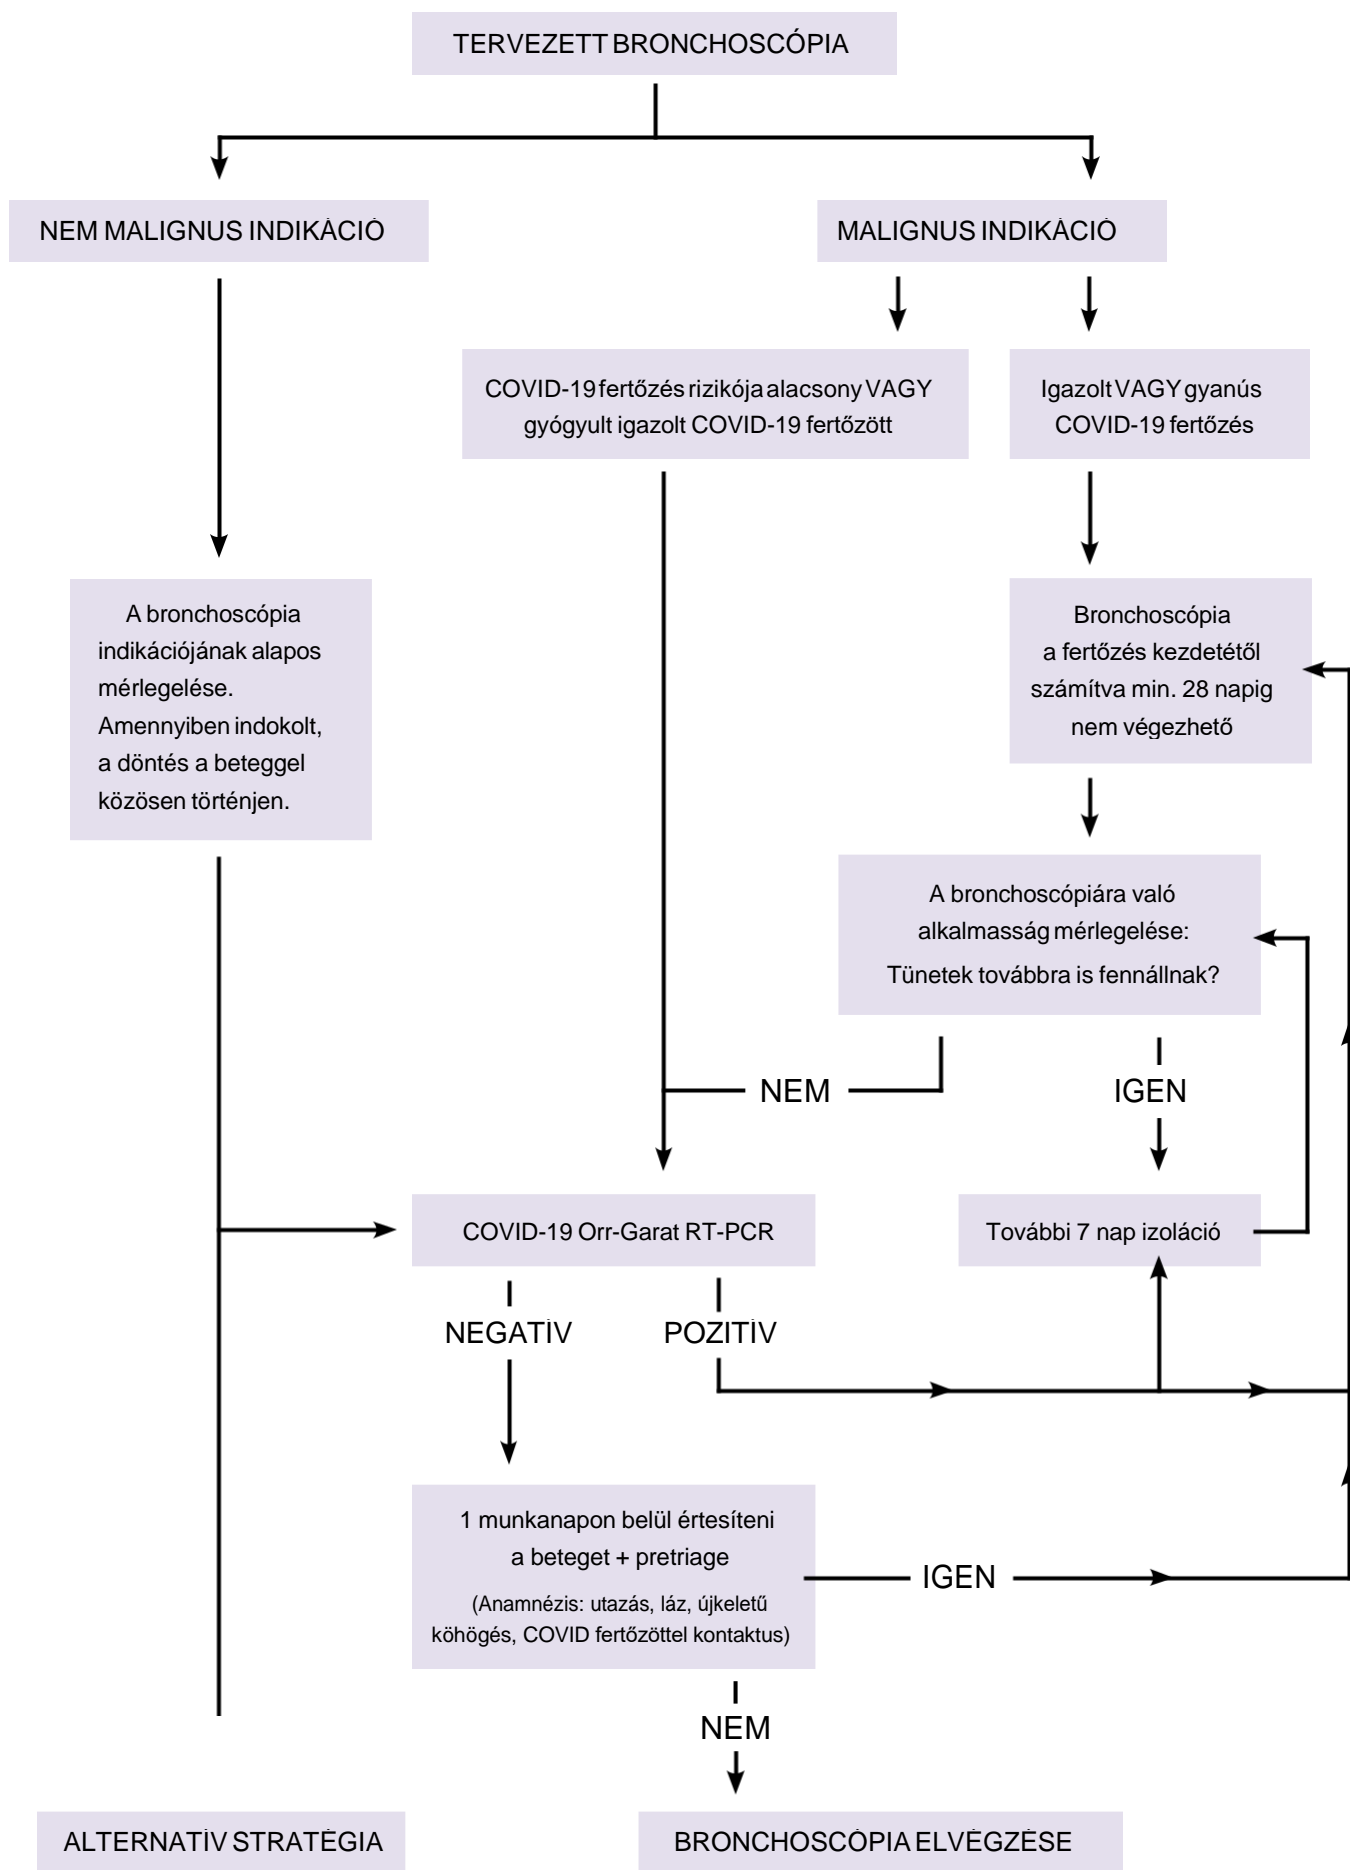 TERVEZETT BRONCHOSCÓPIA
NEM MALIGNUS INDIKÁCIÓ
MALIGNUS INDIKÁCIÓ
COVID-19 fertőzés rizikója alacsony VAGY
gyógyult igazolt COVID-19 fertőzött
Igazolt VAGY gyanús
COVID-19 fertőzés
A bronchoscópia
indikációjának alapos
mérlegelése.
Amennyiben indokolt,
a döntés a beteggel
közösen történjen.
Bronchoscópia
a fertőzés kezdetétől
számítva min. 28 napig
nem végezhető
A bronchoscópiára való
alkalmasság mérlegelése:
Tünetek továbbra is fennállnak?
NEM
IGEN
COVID-19 Orr-Garat RT-PCR
További 7 nap izoláció
NEGATÍV
POZITÍV
1 munkanapon belül értesíteni
a beteget + pretriage
(Anamnézis: utazás, láz, újkeletű
köhögés, COVID fertőzöttel kontaktus)
IGEN
NEM
ALTERNATÍV STRATÉGIA
BRONCHOSCÓPIA ELVÉGZÉSE